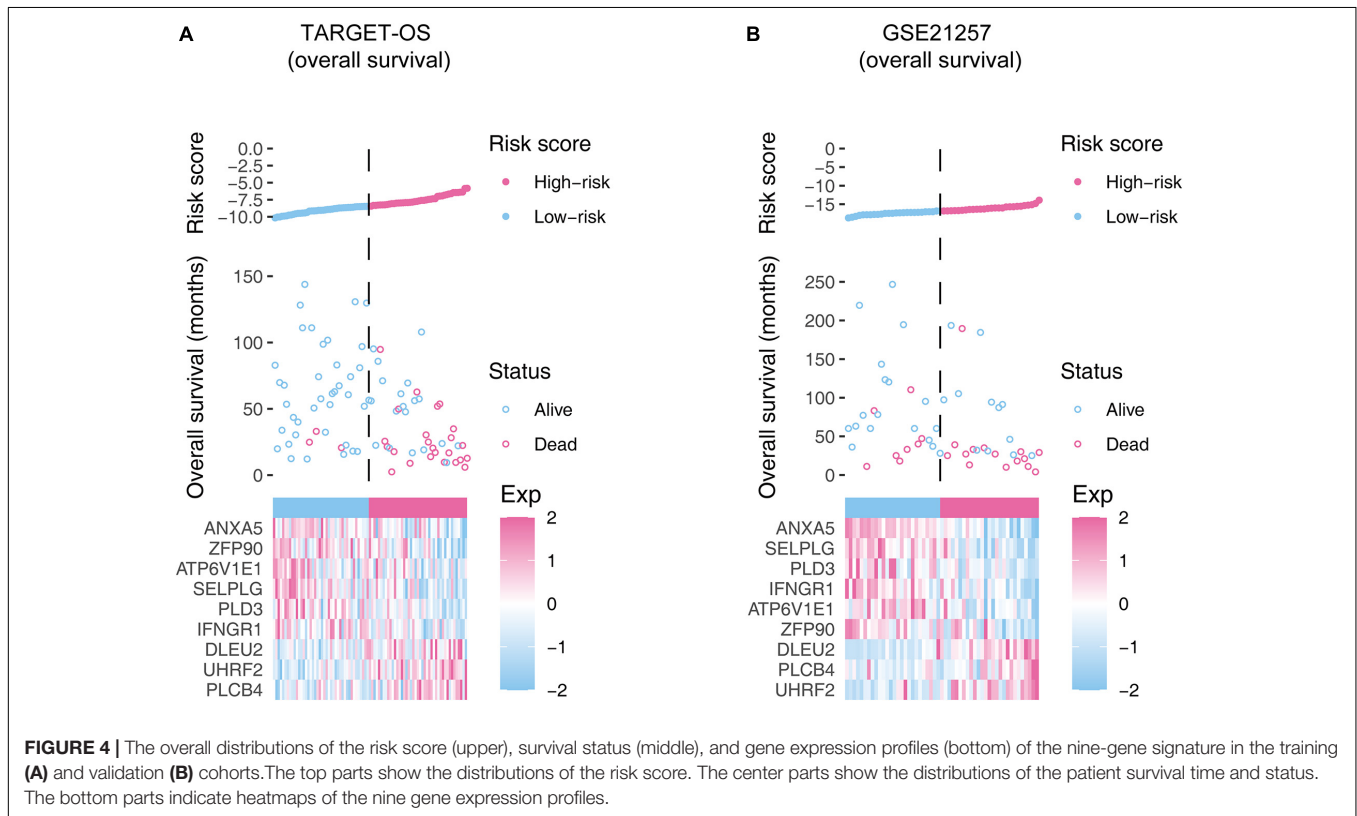 A
TARGET-OS
(overall survival)
Risk score
0.0
−2.5
−5.0
−7.5
−10.0
Risk score
High−risk
Low−risk
Overall survival (months)
150
100
50
0
Status
Alive
Dead
Exp
2
1
0
−1
−2
ANXA5
ZFP90
ATP6V1E1
SELPLG
PLD3
IFNGR1
DLEU2
UHRF2
PLCB4
B
GSE21257
(overall survival)
Risk score
0
−5
−10
−15
Risk score
High−risk
Low−risk
Overall survival (months)
250
200
150
100
50
0
Status
Alive
Dead
Exp
2
1
0
−1
−2
ANXA5
SELPLG
PLD3
IFNGR1
ATP6V1E1
ZFP90
DLEU2
PLCB4
UHRF2
FIGURE 4 | The overall distributions of the risk score (upper), survival status (middle), and gene expression profiles (bottom) of the nine-gene signature in the training
(A) and validation (B) cohorts.The top parts show the distributions of the risk score. The center parts show the distributions of the patient survival time and status.
The bottom parts indicate heatmaps of the nine gene expression profiles.